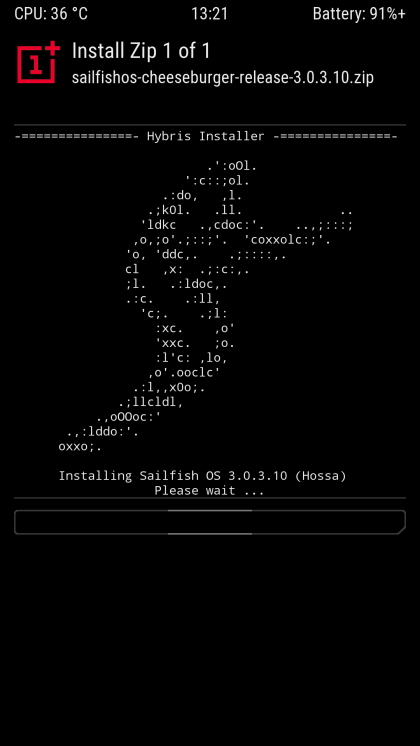 CPU: 36 °C 13:21 Battery: 91%+
1
Install Zip 1 of 1
sailfishos-cheeseburger-release-3.0.3.10.zip
-===============- Hybris Installer -===============-
                          .':oOl.
                       ':c::;ol.
                    .:do,   ,l.
                  .;kOl.   .ll.             ..
                 'ldkc   .,cdoc:'.    ..,;:::;
                ,o,;o'.;::;'.  'coxxolc:;'.
               'o, 'ddc,.    .;::::,.
               cl   ,x:  .;:c:,.
               ;l.   .:ldoc,.
               .:c.    .:ll,
                 'c;.    .;l:
                   :xc.    ,o'
                   'xxc.   ;o.
                   :l'c: ,lo,
                  ,o'.ooclc'
                .:l,,xOo;.
              .;llcldl,
           .,oOOoc:'
       .,:lddo:'.
      oxxo;.
Installing Sailfish OS 3.0.3.10 (Hossa)
Please wait ...